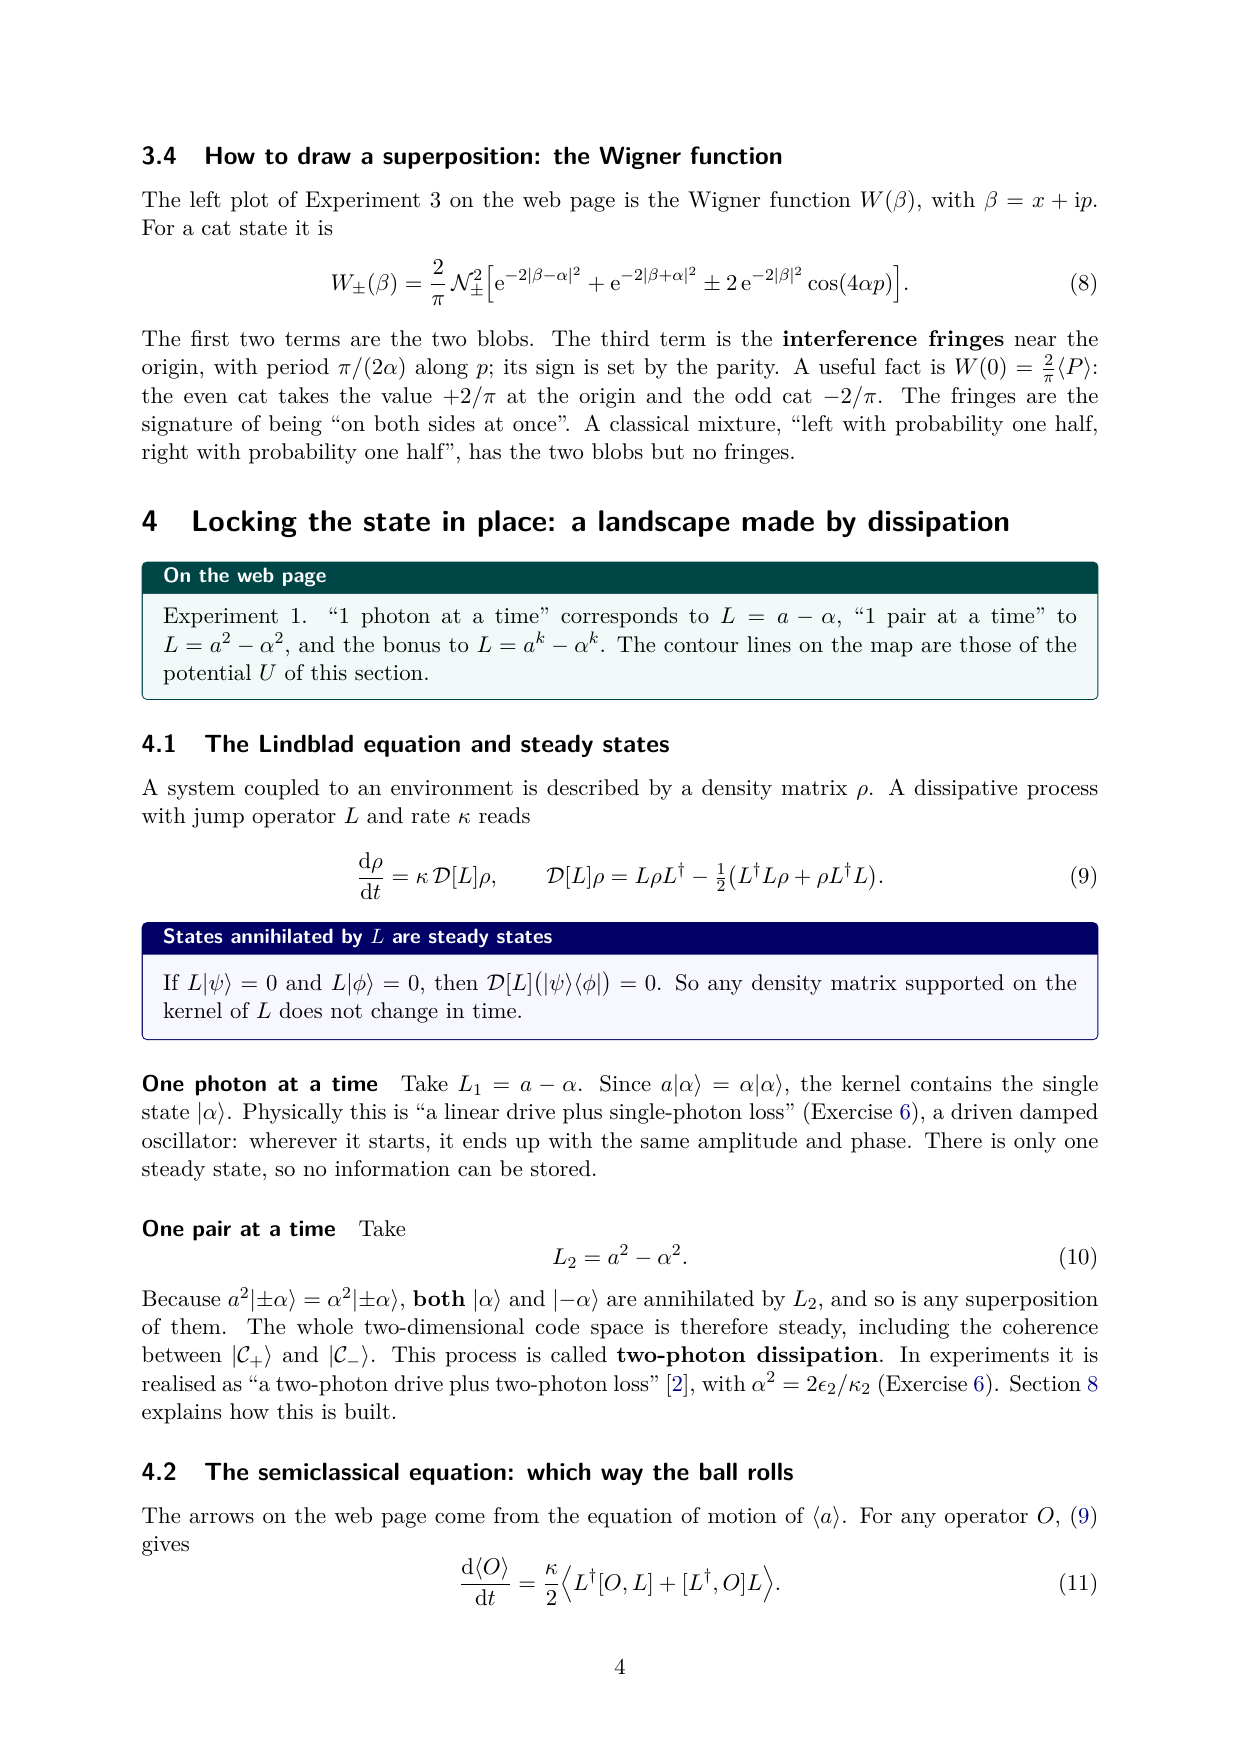 3.4 How to draw a superposition: the Wigner function
The left plot of Experiment 3 on the web page is the Wigner function W(β), with β = x + ip.
For a cat state it is
W±(β) = 2/π 𝒩±² [e^{−2|β−α|²} + e^{−2|β+α|²} ± 2 e^{−2|β|²} cos(4αp)]. (8)
The first two terms are the two blobs. The third term is the interference fringes near the
origin, with period π/(2α) along p; its sign is set by the parity. A useful fact is W(0) = 2/π⟨P⟩:
the even cat takes the value +2/π at the origin and the odd cat −2/π. The fringes are the
signature of being “on both sides at once”. A classical mixture, “left with probability one half,
right with probability one half”, has the two blobs but no fringes.
4 Locking the state in place: a landscape made by dissipation
On the web page
Experiment 1. “1 photon at a time” corresponds to L = a − α, “1 pair at a time” to
L = a² − α², and the bonus to L = a^k − α^k. The contour lines on the map are those of the
potential U of this section.
4.1 The Lindblad equation and steady states
A system coupled to an environment is described by a density matrix ρ. A dissipative process
with jump operator L and rate κ reads
dρ/dt = κ 𝒟[L]ρ, 𝒟[L]ρ = LρL† − ½(L†Lρ + ρL†L). (9)
States annihilated by L are steady states
If L|ψ⟩ = 0 and L|ϕ⟩ = 0, then 𝒟[L](|ψ⟩⟨ϕ|) = 0. So any density matrix supported on the
kernel of L does not change in time.
One photon at a time Take L₁ = a − α. Since a|α⟩ = α|α⟩, the kernel contains the single
state |α⟩. Physically this is “a linear drive plus single-photon loss” (Exercise 6), a driven damped
oscillator: wherever it starts, it ends up with the same amplitude and phase. There is only one
steady state, so no information can be stored.
One pair at a time Take
L₂ = a² − α². (10)
Because a²|±α⟩ = α²|±α⟩, both |α⟩ and |−α⟩ are annihilated by L₂, and so is any superposition
of them. The whole two-dimensional code space is therefore steady, including the coherence
between |𝒞₊⟩ and |𝒞₋⟩. This process is called two-photon dissipation. In experiments it is
realised as “a two-photon drive plus two-photon loss” [2], with α² = 2ϵ₂/κ₂ (Exercise 6). Section 8
explains how this is built.
4.2 The semiclassical equation: which way the ball rolls
The arrows on the web page come from the equation of motion of ⟨a⟩. For any operator O, (9)
gives
d⟨O⟩/dt = κ/2 ⟨L†[O, L] + [L†, O]L⟩. (11)
4